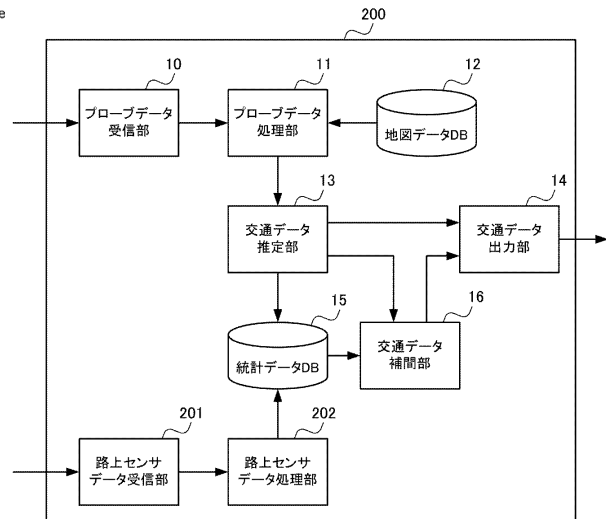 e
200
10
11
12
プローブデータ
受信部
プローブデータ
処理部
地図データDB
13
14
交通データ
推定部
交通データ
出力部
15
16
統計データDB
交通データ
補間部
201
202
路上センサ
データ受信部
路上センサ
データ処理部